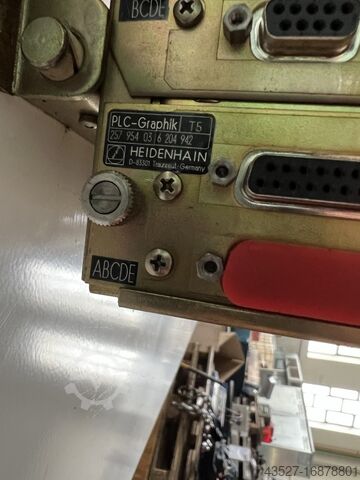 BCDE
PLC-Graphik T5
257 954 03 6 204 942
HEIDENHAIN
D-83301 Traunreut-Germany
ABCDE
43527-16878801